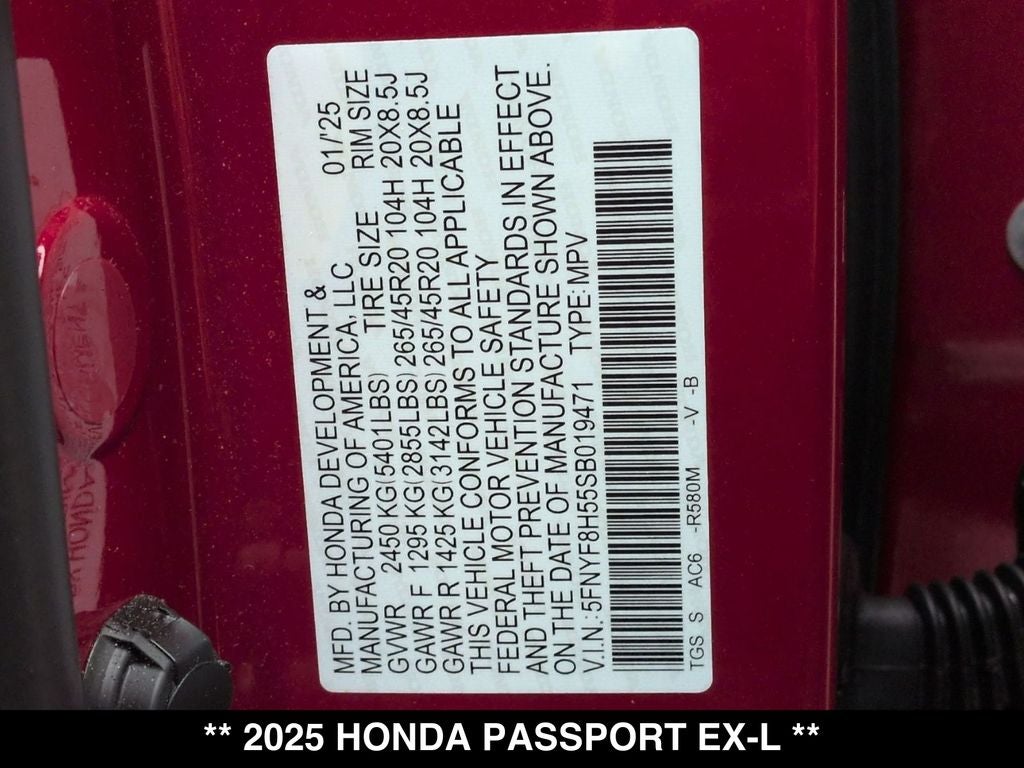 MFD. BY HONDA DEVELOPMENT &
MANUFACTURING OF AMERICA, LLC 01/'25
GVWR 2450 KG(5401LBS) TIRE SIZE RIM SIZE
GAWR F 1295 KG(2855LBS) 265/45R20 104H 20X8.5J
GAWR R 1425 KG(3142LBS) 265/45R20 104H 20X8.5J
THIS VEHICLE CONFORMS TO ALL APPLICABLE
FEDERAL MOTOR VEHICLE SAFETY
AND THEFT PREVENTION STANDARDS IN EFFECT
ON THE DATE OF MANUFACTURE SHOWN ABOVE.
V.I.N.:5FNYF8H55SB019471 TYPE:MPV
TGS S AC6 -R580M -V -B
** 2025 HONDA PASSPORT EX-L **